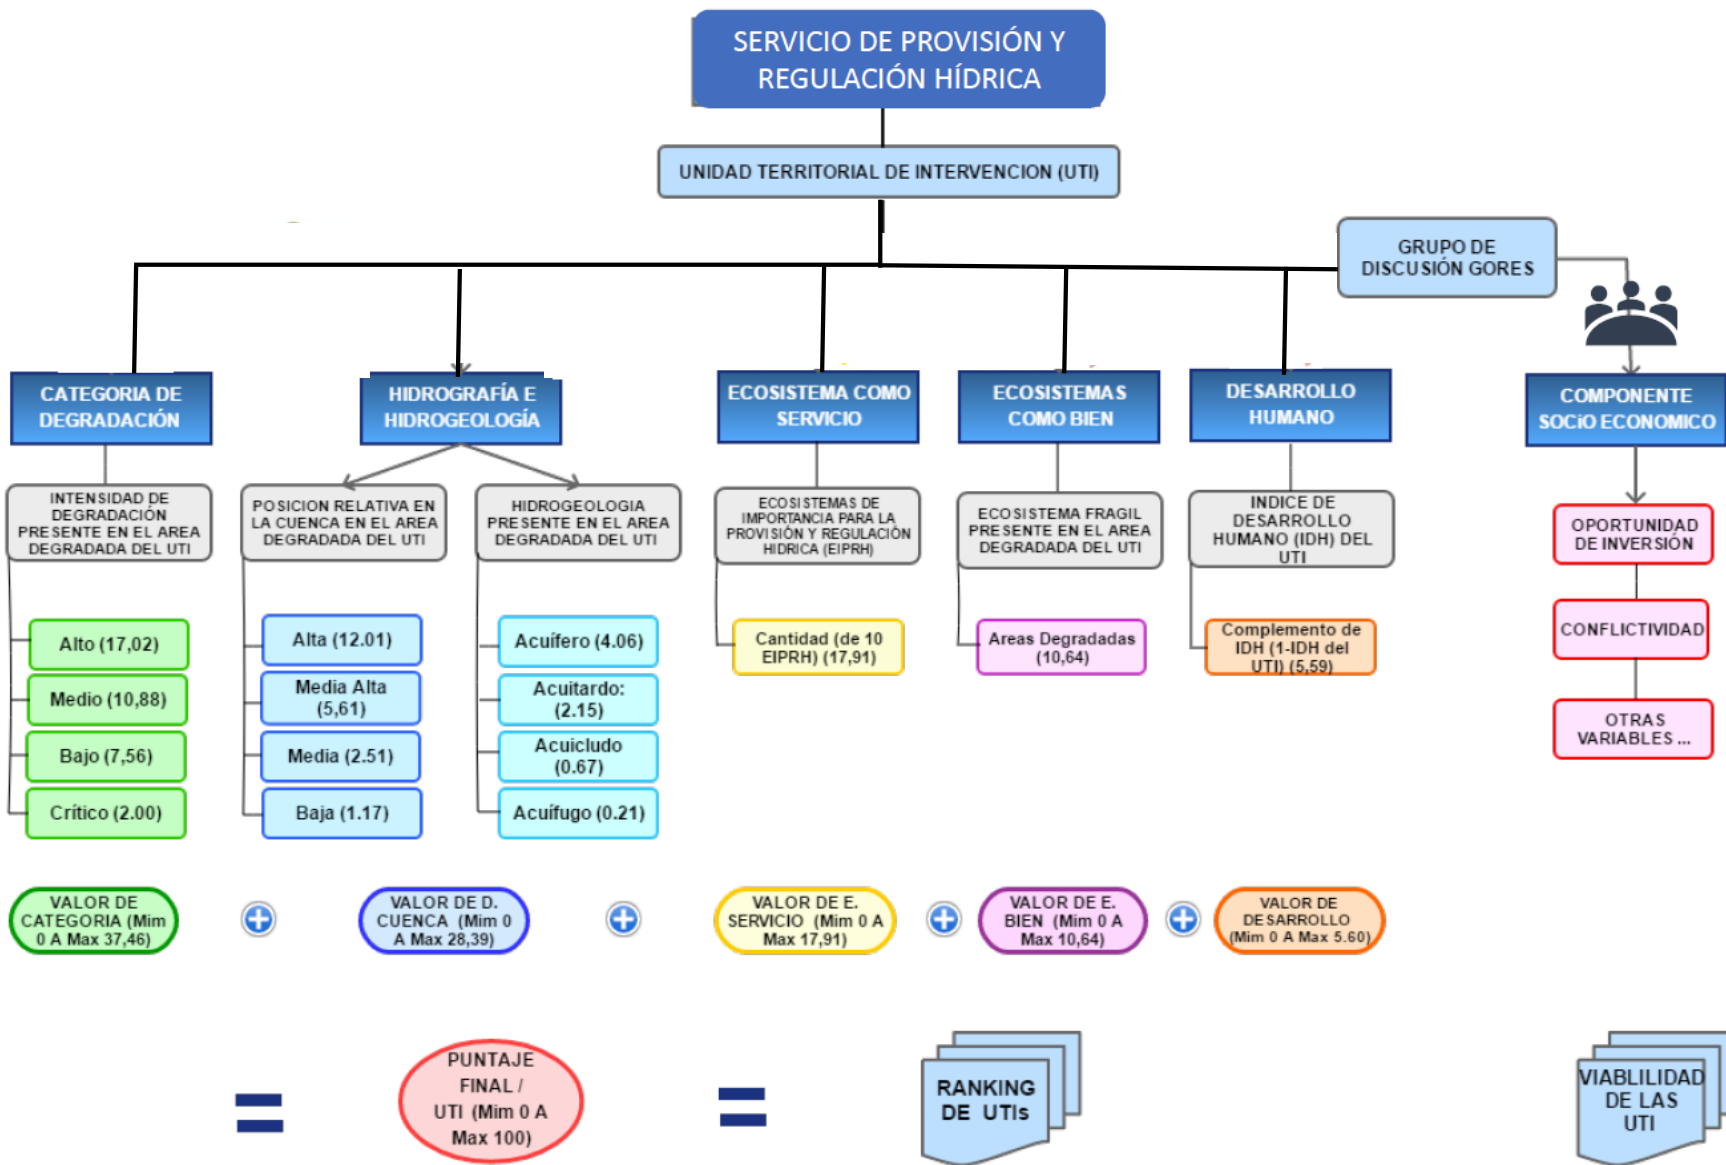 SERVICIO DE PROVISIÓN Y
REGULACIÓN HÍDRICA
UNIDAD TERRITORIAL DE INTERVENCION (UTI)
GRUPO DE
DISCUSIÓN GORES
CATEGORIA DE
DEGRADACIÓN
HIDROGRAFÍA E
HIDROGEOLOGÍA
ECOSISTEMA COMO
SERVICIO
ECOSISTEMAS
COMO BIEN
DESARROLLO
HUMANO
COMPONENTE
SOCiO ECONOMICO
INTENSIDAD DE
DEGRADACIÓN
PRESENTE EN EL AREA
DEGRADADA DEL UTI
POSICION RELATIVA EN
LA CUENCA EN EL AREA
DEGRADADA DEL UTI
HIDROGEOLOGIA
PRESENTE EN EL AREA
DEGRADADA DEL UTI
ECOSISTEMAS DE
IMPORTANCIA PARA LA
PROVISIÓN Y REGULACIÓN
HIDRICA (EIPRH)
ECOSISTEMA FRAGIL
PRESENTE EN EL AREA
DEGRADADA DEL UTI
INDICE DE
DESARROLLO
HUMANO (IDH) DEL
UTI
OPORTUNIDAD
DE INVERSIÓN
CONFLICTIVIDAD
OTRAS
VARIABLES ...
Alto (17,02)
Medio (10,88)
Bajo (7,56)
Crítico (2.00)
Alta (12.01)
Media Alta
(5,61)
Media (2.51)
Baja (1.17)
Acuífero (4.06)
Acuitardo:
(2.15)
Acuicludo
(0.67)
Acuífugo (0.21)
Cantidad (de 10
EIPRH) (17,91)
Areas Degradadas
(10,64)
Complemento de
IDH (1-IDH del
UTI) (5,59)
VALOR DE
CATEGORIA (Mim
0 A Max 37,46)
VALOR DE D.
CUENCA (Mim 0
A Max 28,39)
VALOR DE E.
SERVICIO (Mim 0 A
Max 17,91)
VALOR DE E.
BIEN (Mim 0 A
Max 10,64)
VALOR DE
DESARROLLO
(Mim 0 A Max 5.60)
PUNTAJE
FINAL /
UTI (Mim 0 A
Max 100)
RANKING
DE UTIs
VIABLILIDAD
DE LAS
UTI